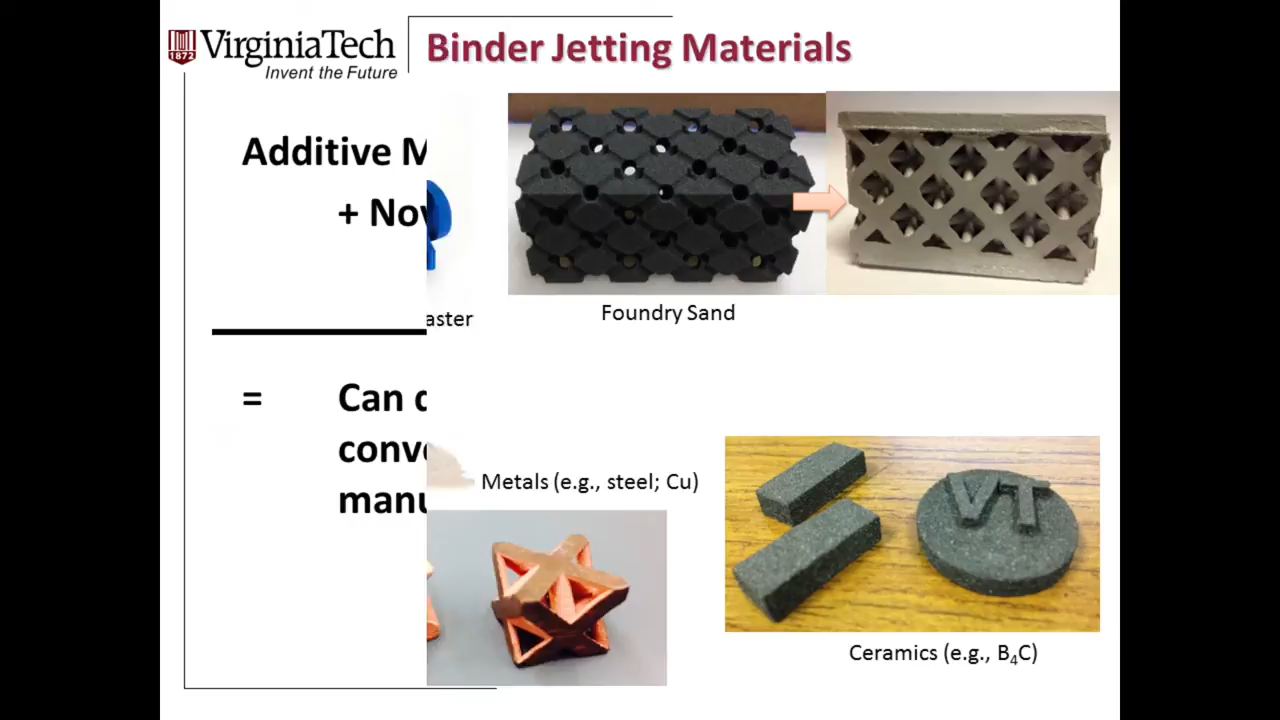 1872
VirginiaTech
Invent the Future
Binder Jetting Materials
Additive M
+ Nov
aster
Foundry Sand
= Can
conv
manu
Metals (e.g., steel; Cu)
VT
Ceramics (e.g., B₄C)